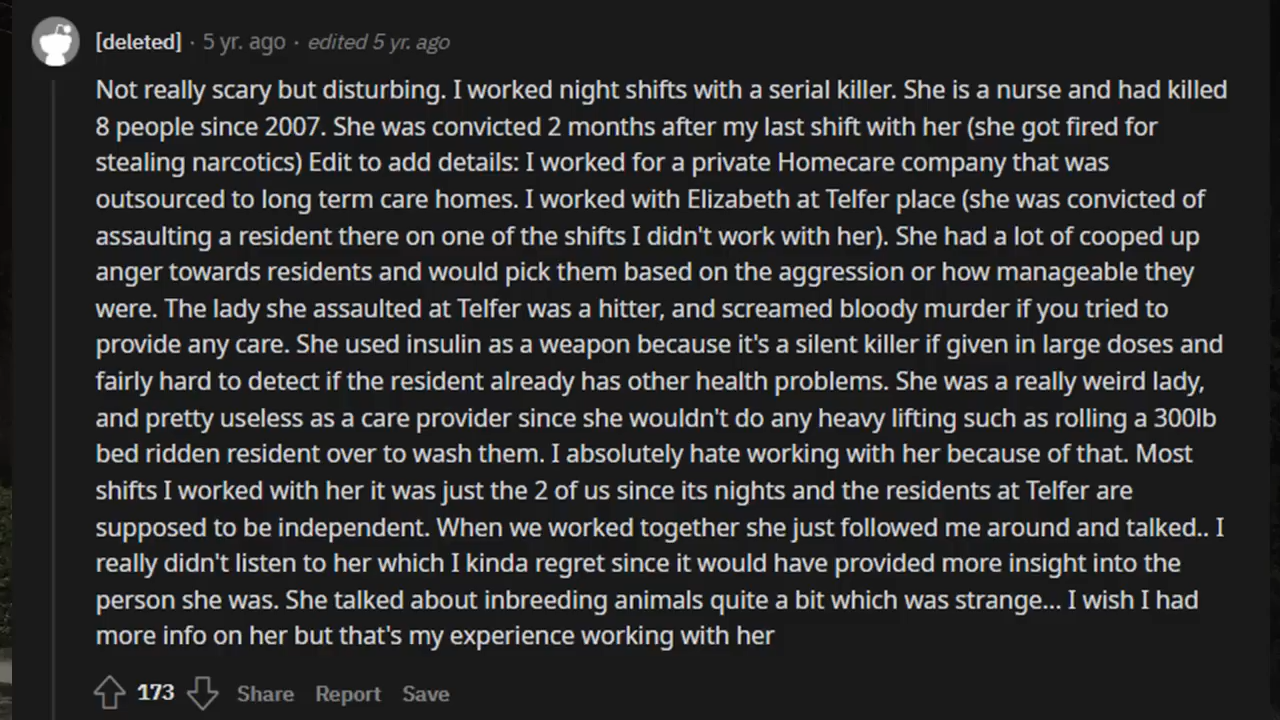 [deleted] · 5 yr. ago · edited 5 yr. ago
Not really scary but disturbing. I worked night shifts with a serial killer. She is a nurse and had killed
8 people since 2007. She was convicted 2 months after my last shift with her (she got fired for
stealing narcotics) Edit to add details: I worked for a private Homecare company that was
outsourced to long term care homes. I worked with Elizabeth at Telfer place (she was convicted of
assaulting a resident there on one of the shifts I didn't work with her). She had a lot of cooped up
anger towards residents and would pick them based on the aggression or how manageable they
were. The lady she assaulted at Telfer was a hitter, and screamed bloody murder if you tried to
provide any care. She used insulin as a weapon because it's a silent killer if given in large doses and
fairly hard to detect if the resident already has other health problems. She was a really weird lady,
and pretty useless as a care provider since she wouldn't do any heavy lifting such as rolling a 300lb
bed ridden resident over to wash them. I absolutely hate working with her because of that. Most
shifts I worked with her it was just the 2 of us since its nights and the residents at Telfer are
supposed to be independent. When we worked together she just followed me around and talked.. I
really didn't listen to her which I kinda regret since it would have provided more insight into the
person she was. She talked about inbreeding animals quite a bit which was strange... I wish I had
more info on her but that's my experience working with her
173 Share Report Save